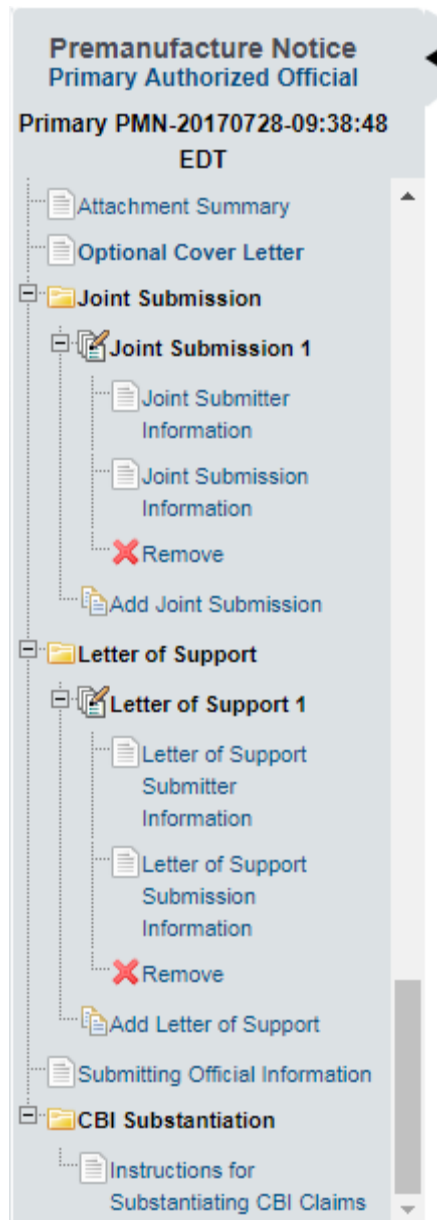 Premanufacture Notice
Primary Authorized Official
Primary PMN-20170728-09:38:48
EDT
Attachment Summary
Optional Cover Letter
Joint Submission
Joint Submission 1
Joint Submitter
Information
Joint Submission
Information
Remove
Add Joint Submission
Letter of Support
Letter of Support 1
Letter of Support
Submitter
Information
Letter of Support
Submission
Information
Remove
Add Letter of Support
Submitting Official Information
CBI Substantiation
Instructions for
Substantiating CBI Claims